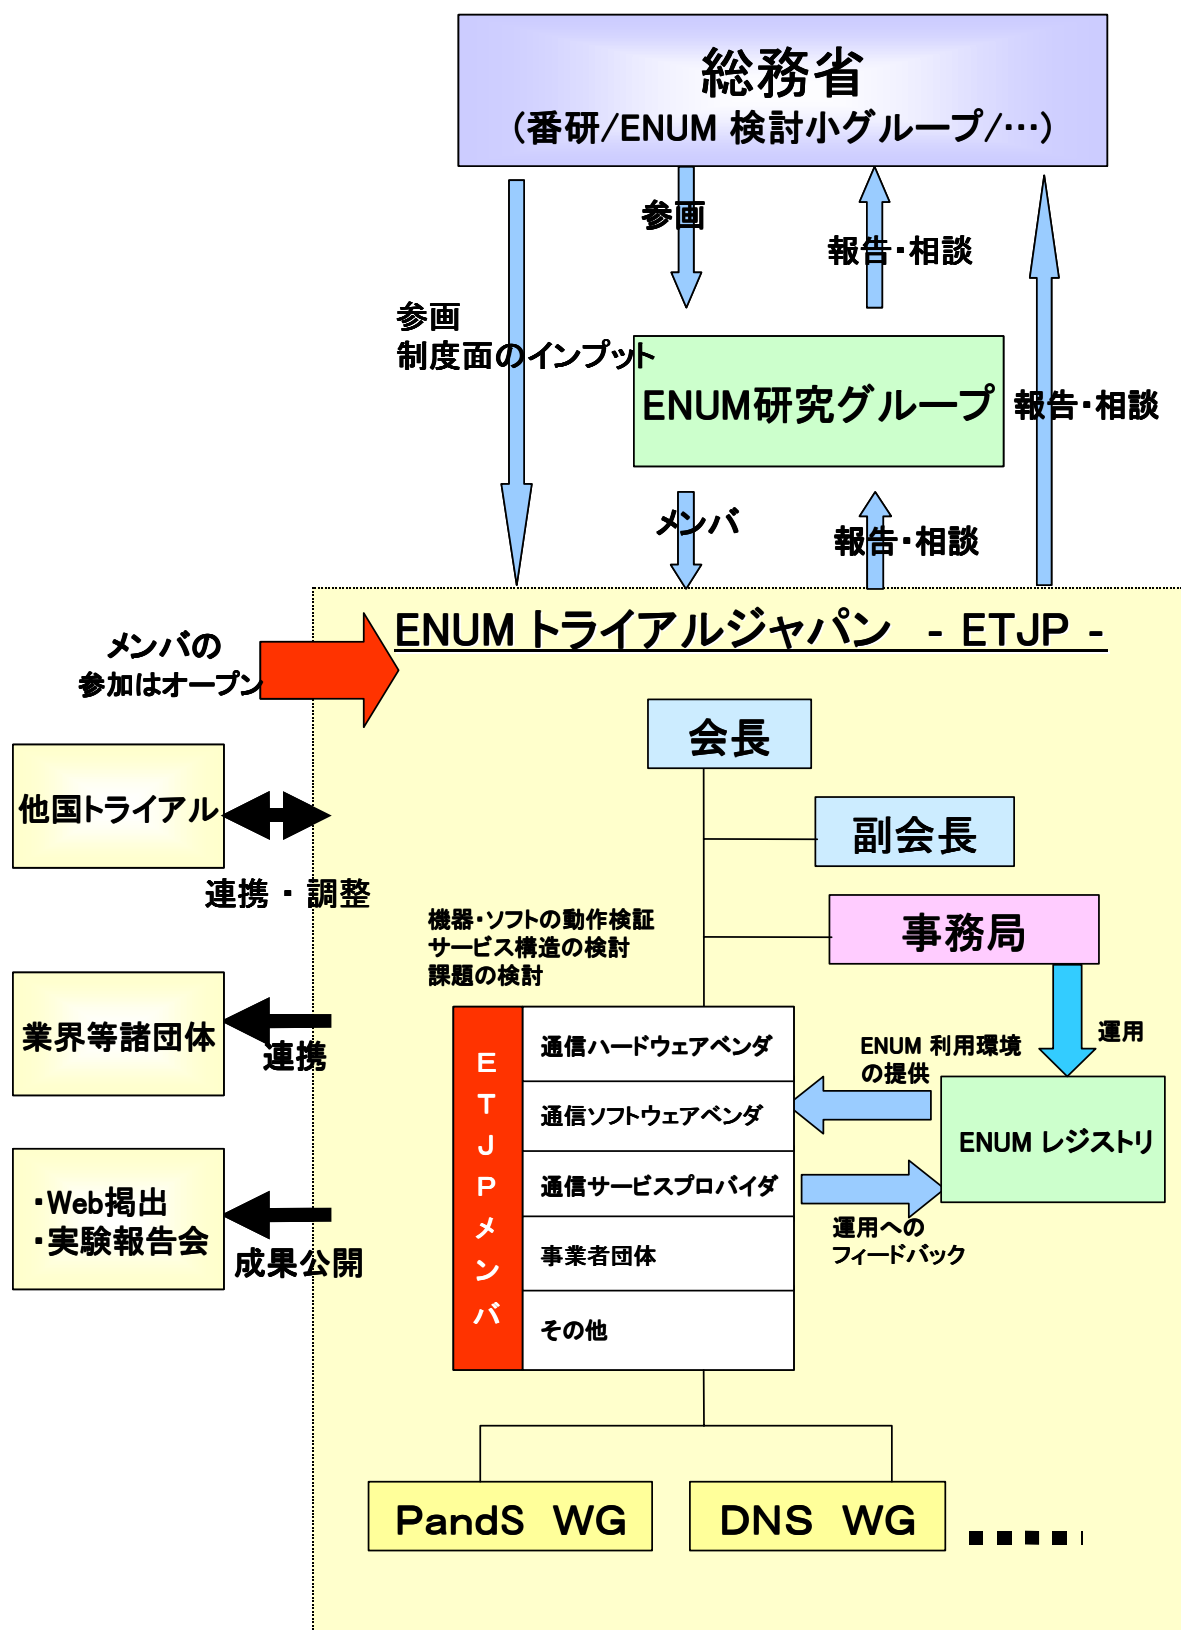 総務省
(番研/ENUM 検討小グループ/…)
参画
報告・相談
参画
制度面のインプット
ENUM研究グループ
報告・相談
メンバ
報告・相談
ENUM トライアルジャパン - ETJP -
メンバの
参加はオープン
会長
他国トライアル
副会長
連携・調整
事務局
機器・ソフトの動作検証
サービス構造の検討
課題の検討
業界等諸団体
連携
運用
ENUM 利用環境
の提供
ETJPメンバ
通信ハードウェアベンダ
通信ソフトウェアベンダ
通信サービスプロバイダ
事業者団体
その他
ENUM レジストリ
運用への
フィードバック
・Web掲出
・実験報告会
成果公開
PandS WG
DNS WG